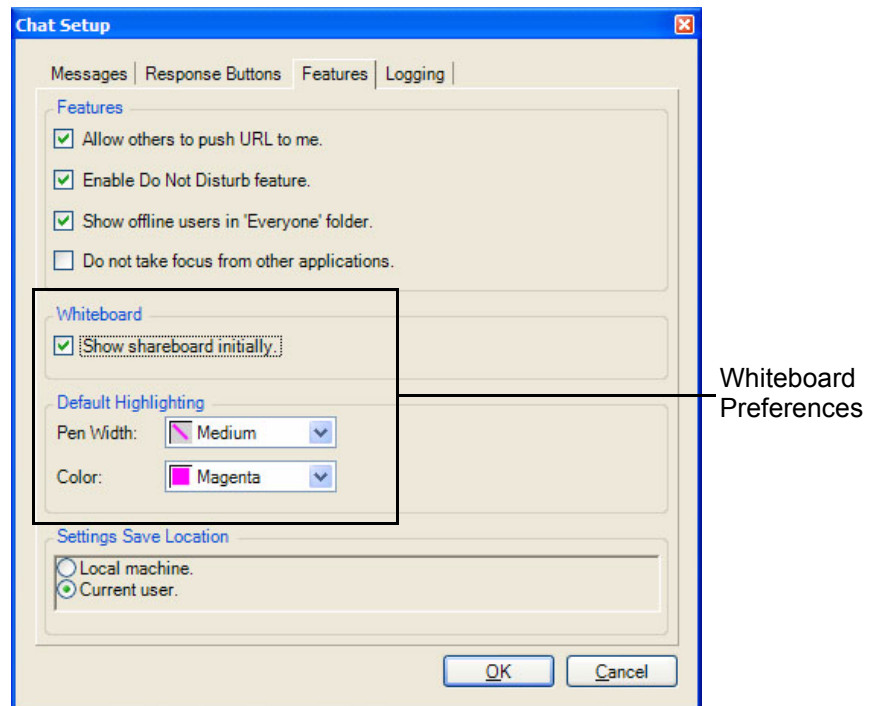 Chat Setup
Messages Response Buttons Features Logging
Features
Allow others to push URL to me.
Enable Do Not Disturb feature.
Show offline users in 'Everyone' folder.
Do not take focus from other applications.
Whiteboard
Show shareboard initially.
Default Highlighting
Pen Width: Medium
Color: Magenta
Settings Save Location
Local machine.
Current user.
OK Cancel
Whiteboard
Preferences